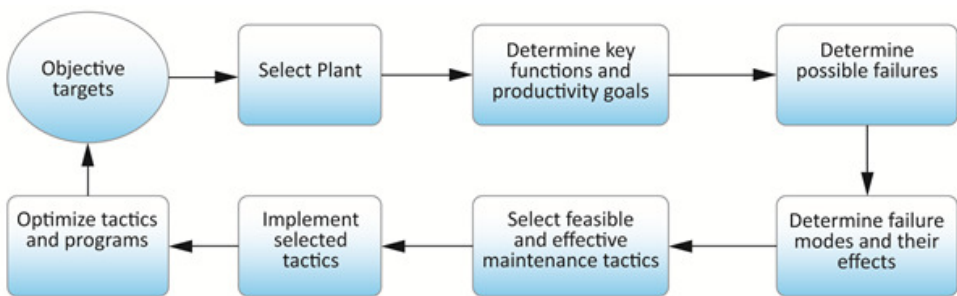 Objective
targets
Select Plant
Determine key
functions and
productivity goals
Determine
possible failures
Determine failure
modes and their
effects
Select feasible
and effective
maintenance tactics
Implement
selected
tactics
Optimize tactics
and programs